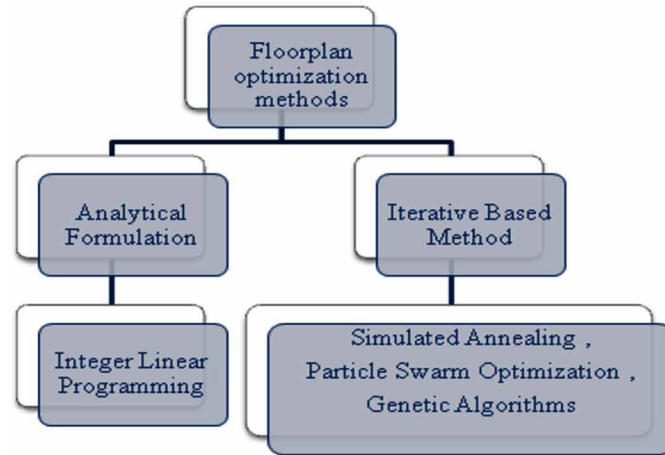 Floorplan
optimization
methods
Analytical
Formulation
Iterative Based
Method
Integer Linear
Programming
Simulated Annealing ,
Particle Swarm Optimization ,
Genetic Algorithms